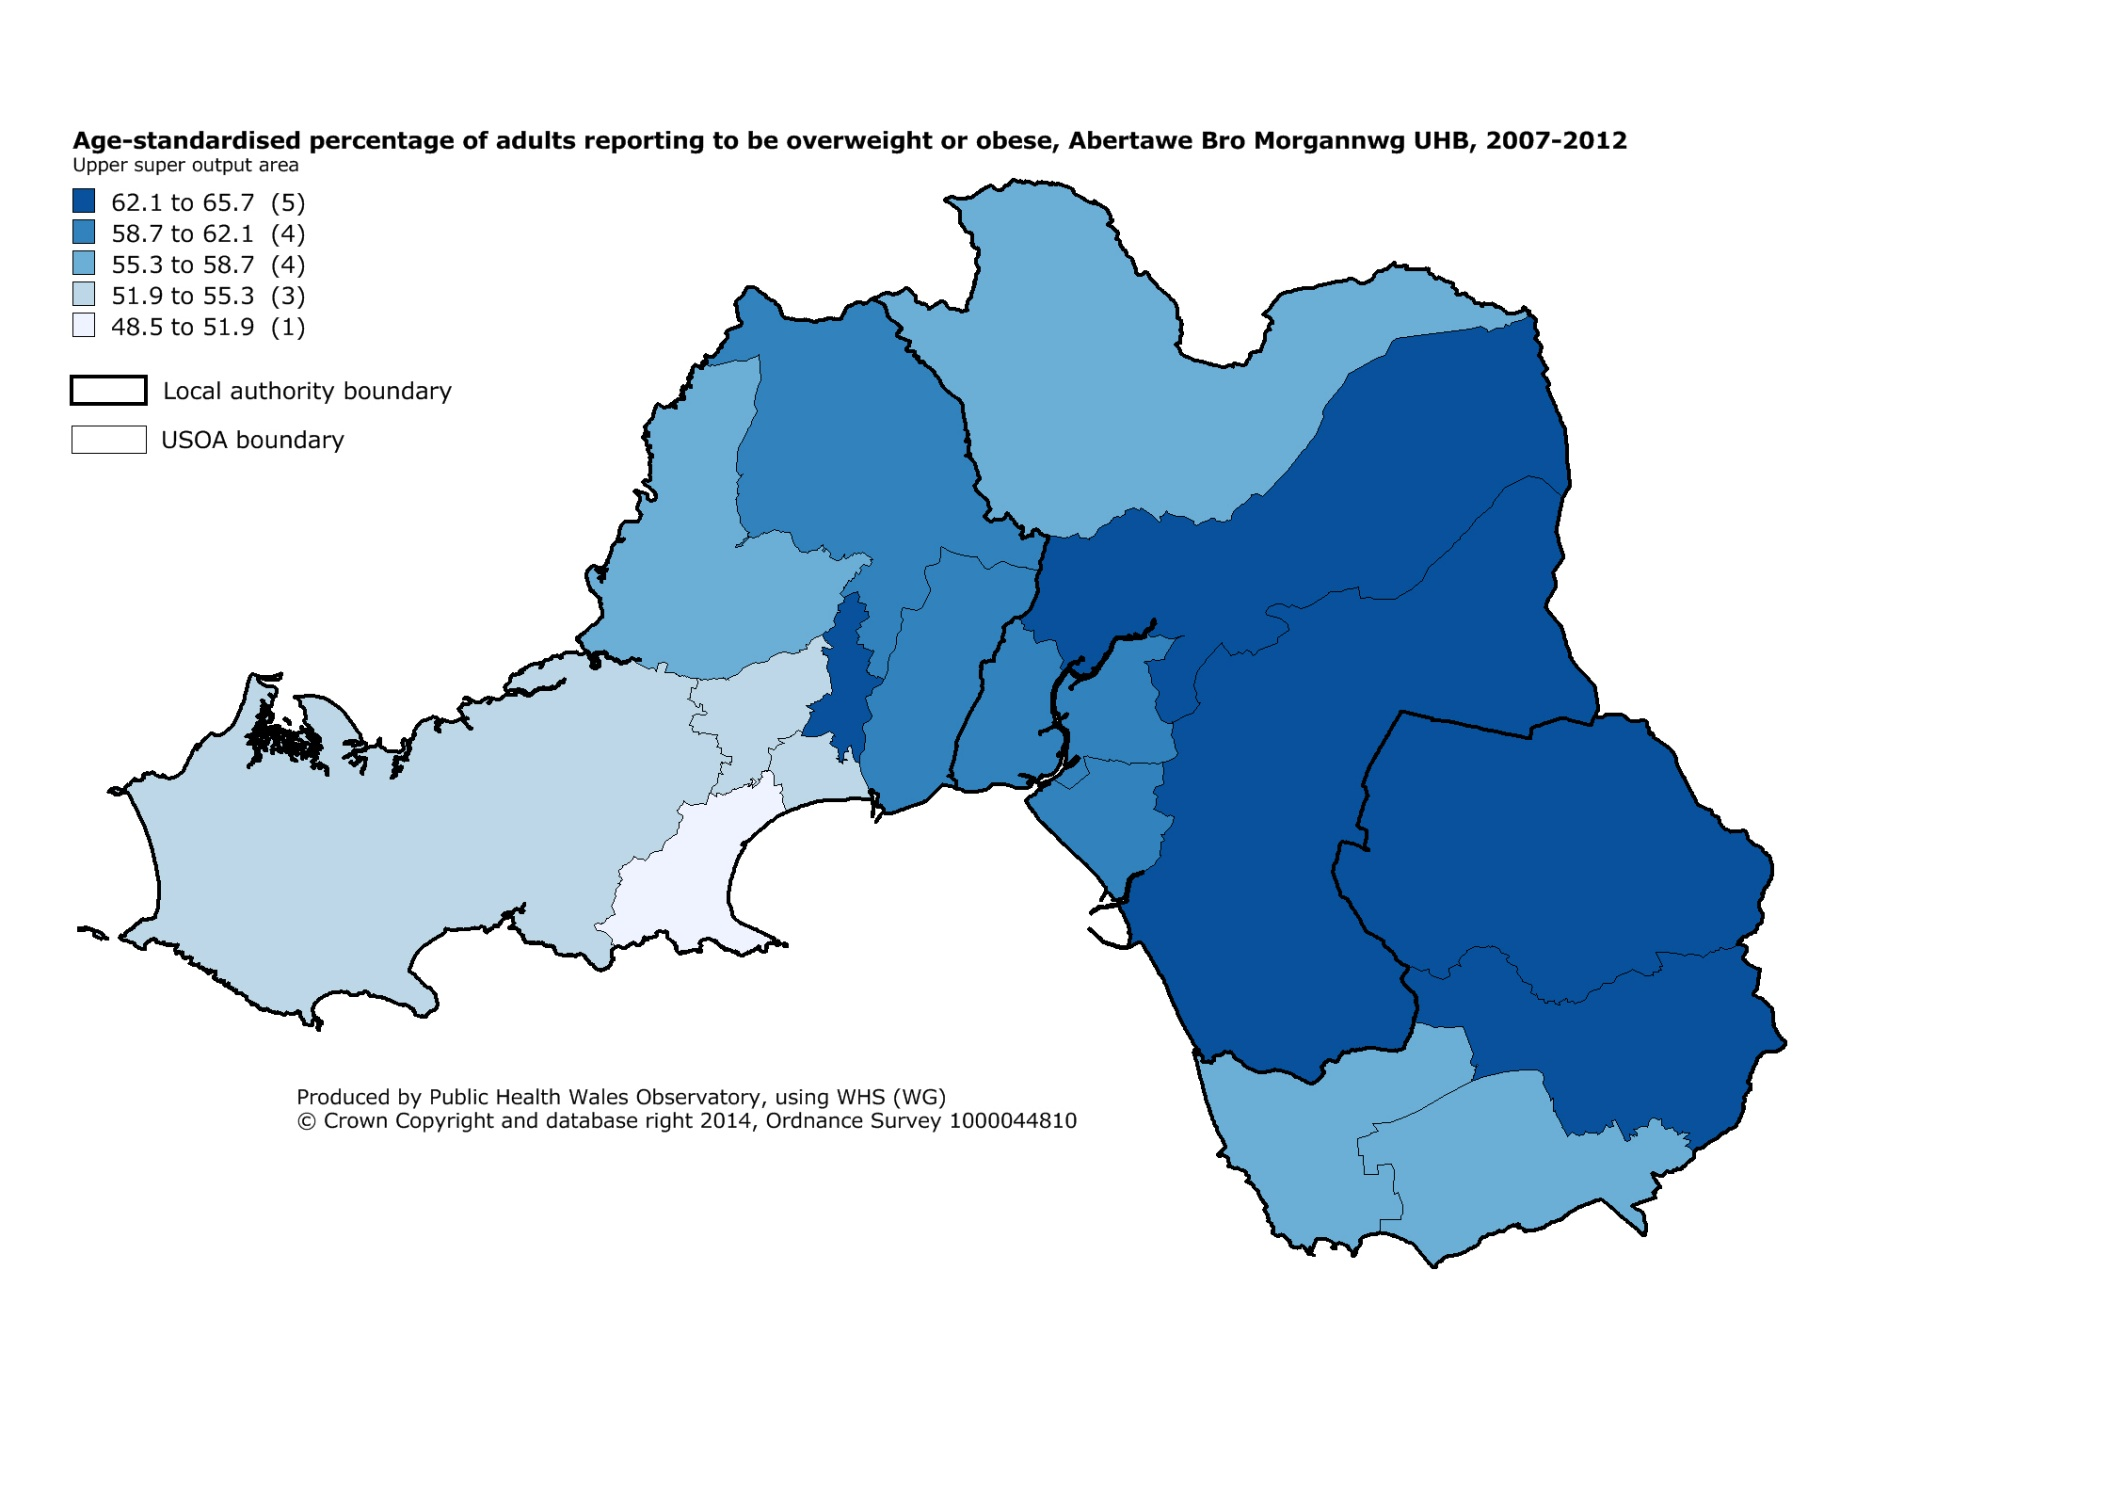 Age-standardised percentage of adults reporting to be overweight or obese, Abertawe Bro Morgannwg UHB, 2007-2012
Upper super output area
62.1 to 65.7 (5)
58.7 to 62.1 (4)
55.3 to 58.7 (4)
51.9 to 55.3 (3)
48.5 to 51.9 (1)
Local authority boundary
USOA boundary
Produced by Public Health Wales Observatory, using WHS (WG)
© Crown Copyright and database right 2014, Ordnance Survey 1000044810